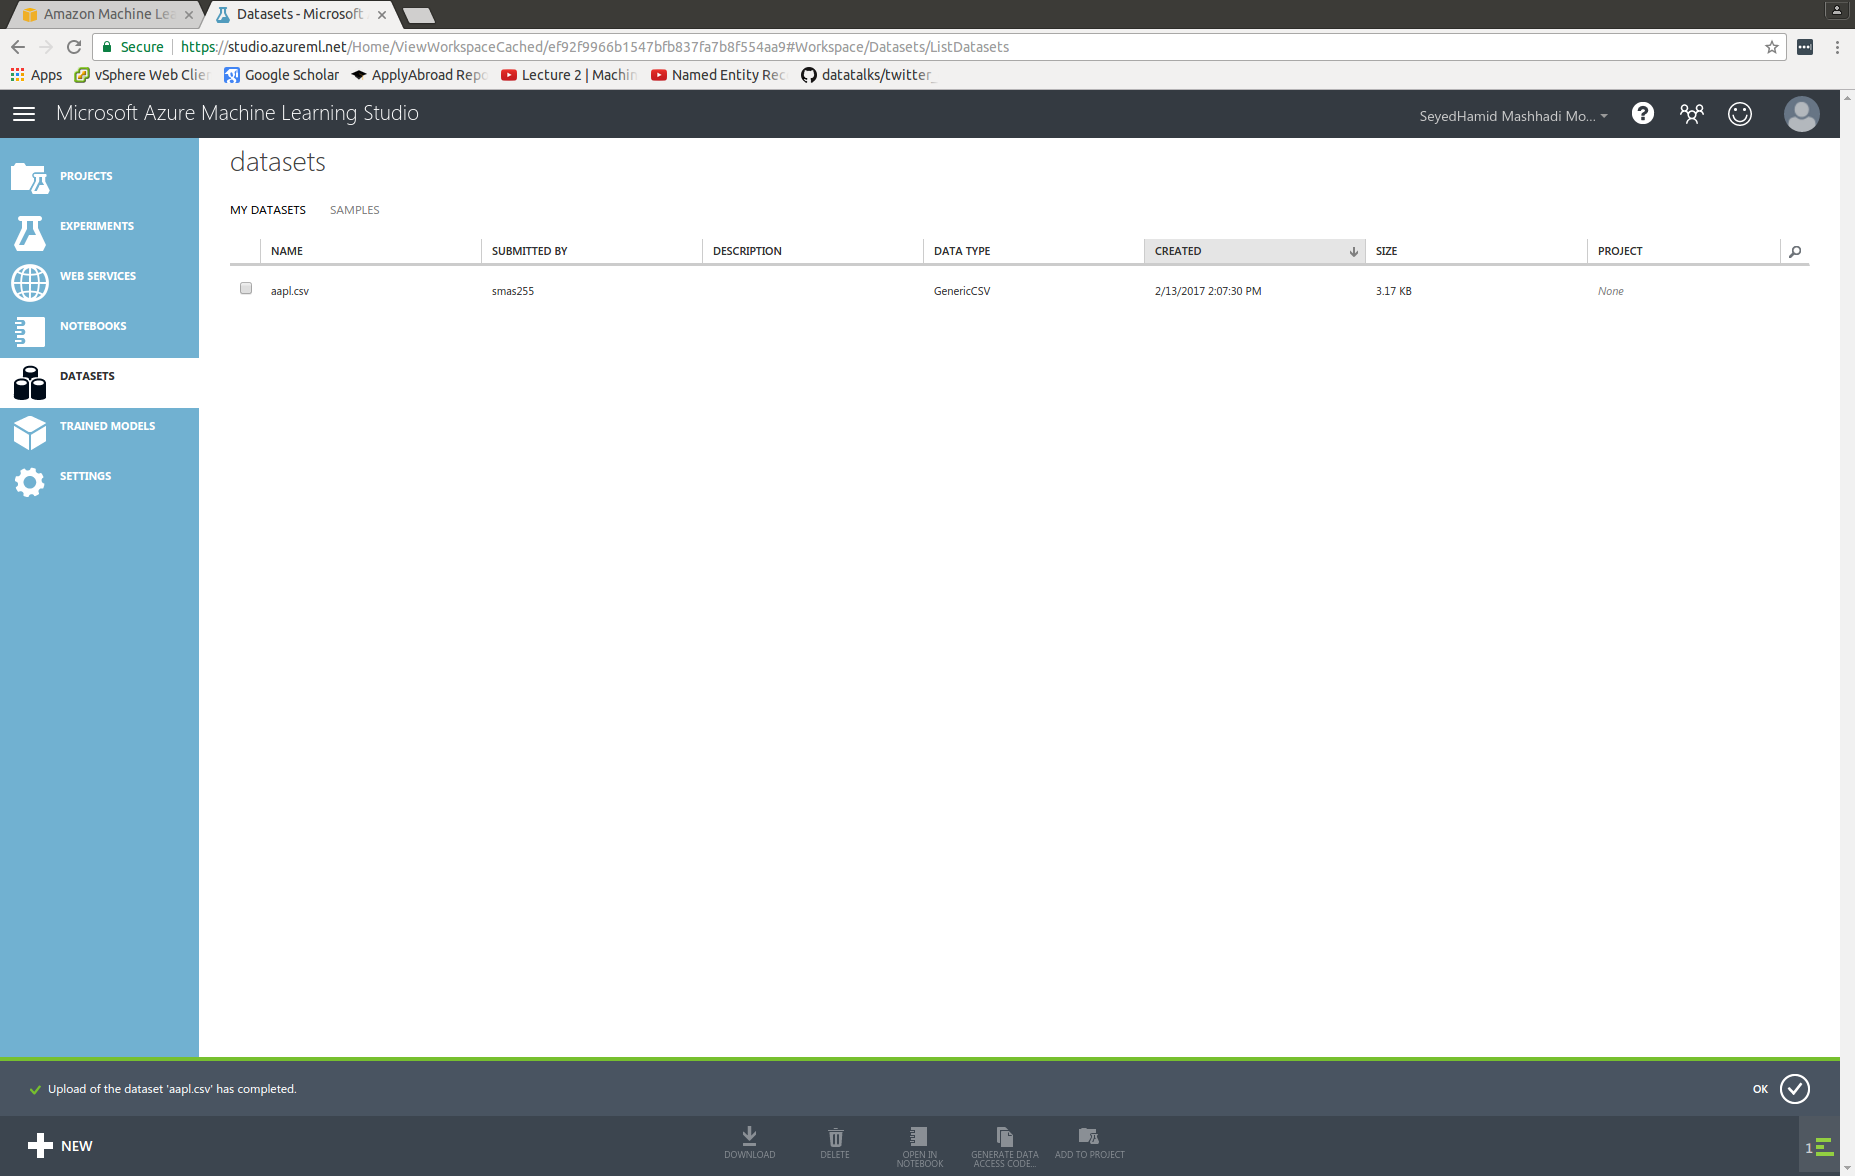 Amazon Machine Lea
Datasets - Microsoft
Secure https://studio.azureml.net/Home/ViewWorkspaceCached/ef92f9966b1547bfb837fa7b8f554aa9#Workspace/Datasets/ListDatasets
Apps vSphere Web Clier Google Scholar ApplyAbroad Repo Lecture 2 | Machin Named Entity Rec datatalks/twitter_
Microsoft Azure Machine Learning Studio
SeyedHamid Mashhadi Mo...
PROJECTS
EXPERIMENTS
WEB SERVICES
NOTEBOOKS
DATASETS
TRAINED MODELS
SETTINGS
datasets
MY DATASETS SAMPLES
NAME SUBMITTED BY DESCRIPTION DATA TYPE CREATED SIZE PROJECT
aapl.csv smas255 GenericCSV 2/13/2017 2:07:30 PM 3.17 KB None
Upload of the dataset 'aapl.csv' has completed.
OK
NEW
DOWNLOAD
DELETE
OPEN IN
NOTEBOOK
GENERATE DATA
ACCESS CODE...
ADD TO PROJECT
1